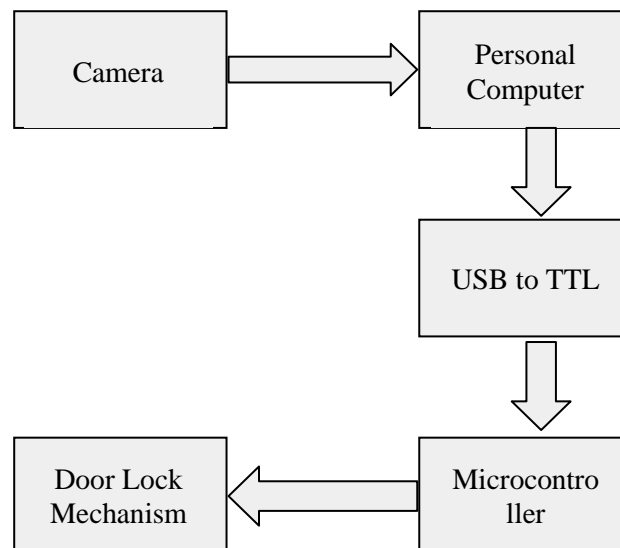 Camera
Personal
Computer
USB to TTL
Door Lock
Mechanism
Microcontro
ller